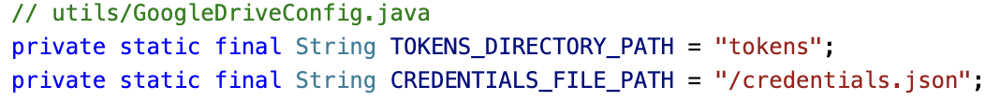 // utils/GoogleDriveConfig.java
private static final String TOKENS_DIRECTORY_PATH = "tokens";
private static final String CREDENTIALS_FILE_PATH = "/credentials.json";